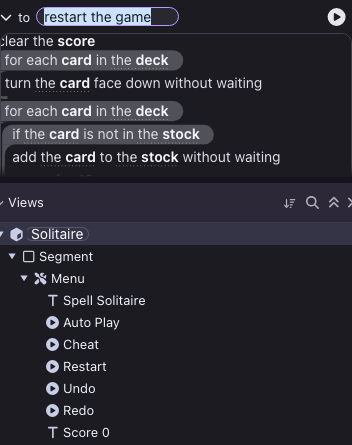 to restart the game
clear the score
for each card in the deck
turn the card face down without waiting
for each card in the deck
if the card is not in the stock
add the card to the stock without waiting
Views
Solitaire
Segment
Menu
Spell Solitaire
Auto Play
Cheat
Restart
Undo
Redo
Score 0